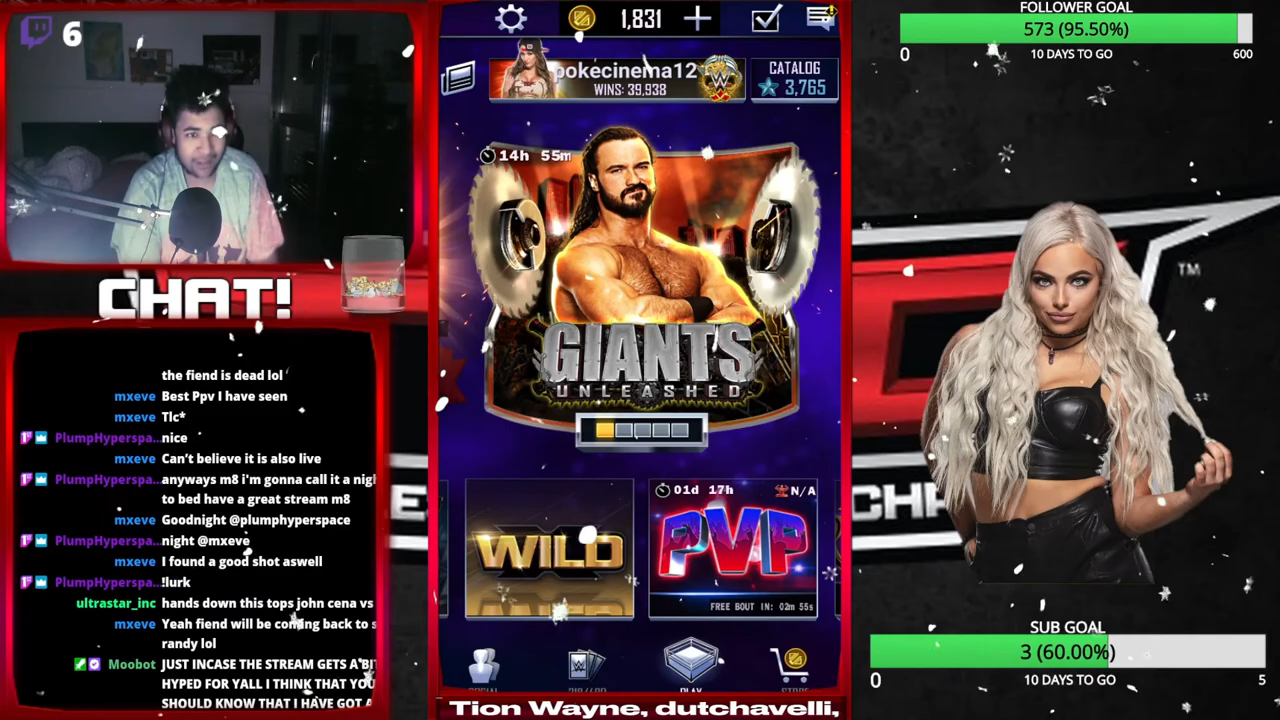 6
CHAT!
the fiend is dead lol
mxeve Best Ppv I have seen
mxeve Tlc*
PlumpHyperspa... nice
mxeve Can't believe it is also live
PlumpHyperspa... anyways m8 i'm gonna call it a nig
to bed have a great stream m8
mxeve Goodnight @plumphyperspace
PlumpHyperspa... night @mxeve
mxeve I found a good shot aswell
PlumpHyperspa... !lurk
ultrastar_inc hands down this tops john cena vs
mxeve Yeah fiend will be coming back to s
randy lol
Moobot JUST INCASE THE STREAM GETS A BI
HYPED FOR YALL I THINK THAT YOU
SHOULD KNOW THAT I HAVE GOT A
1,831
pokecinema12
WINS: 39,938
CATALOG
3,765
14h 55m
GIANTS
UNLEASHED
WILD
01d 17h
N/A
PVP
FREE BOUT IN: 02m 55s
PLAY
Tion Wayne, dutchavelli,
FOLLOWER GOAL
573 (95.50%)
0 10 DAYS TO GO 600
TM
CH
SUB GOAL
3 (60.00%)
0 10 DAYS TO GO 5